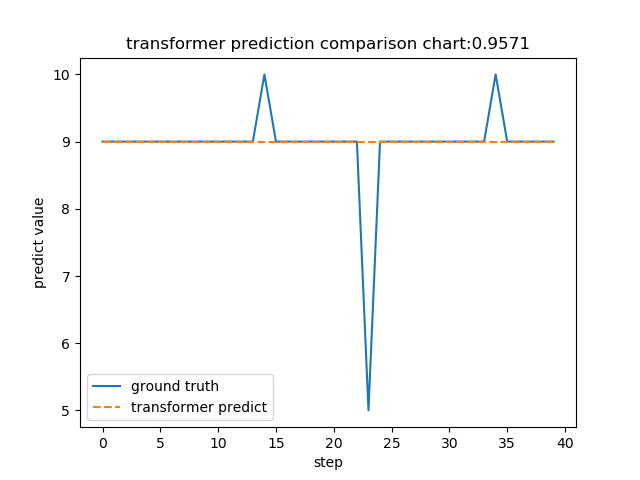 transformer prediction comparison chart:0.9571
10
9
8
7
6
5
predict value
ground truth
transformer predict
0 5 10 15 20 25 30 35 40
step